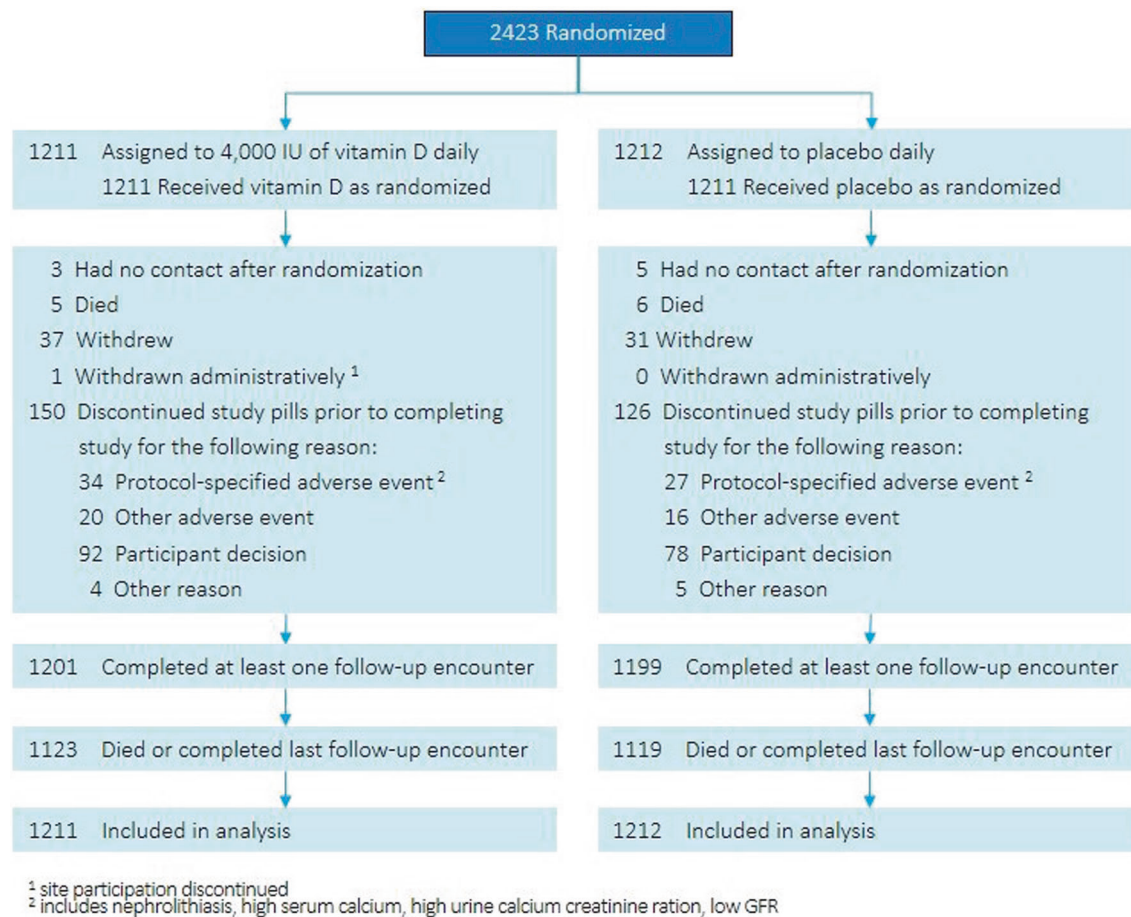 2423 Randomized
1211 Assigned to 4,000 IU of vitamin D daily
1211 Received vitamin D as randomized
1212 Assigned to placebo daily
1211 Received placebo as randomized
3 Had no contact after randomization
5 Died
37 Withdrew
1 Withdrawn administratively ¹
150 Discontinued study pills prior to completing
study for the following reason:
34 Protocol-specified adverse event ²
20 Other adverse event
92 Participant decision
4 Other reason
5 Had no contact after randomization
6 Died
31 Withdrew
0 Withdrawn administratively
126 Discontinued study pills prior to completing
study for the following reason:
27 Protocol-specified adverse event ²
16 Other adverse event
78 Participant decision
5 Other reason
1201 Completed at least one follow-up encounter
1199 Completed at least one follow-up encounter
1123 Died or completed last follow-up encounter
1119 Died or completed last follow-up encounter
1211 Included in analysis
1212 Included in analysis
¹ site participation discontinued
² includes nephrolithiasis, high serum calcium, high urine calcium creatinine ration, low GFR